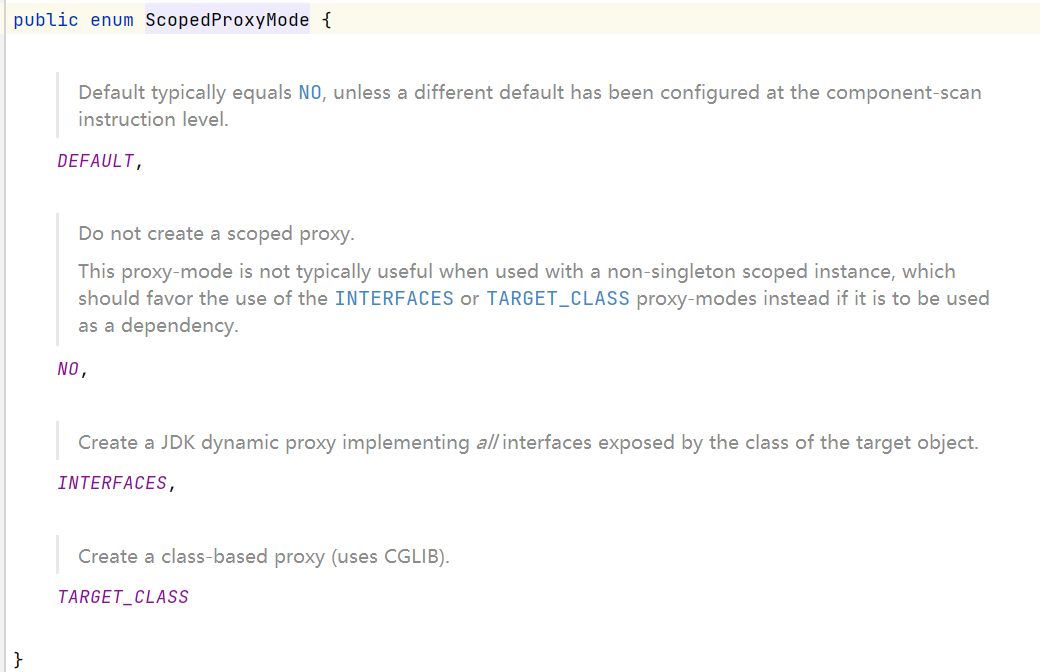 public enum ScopedProxyMode {
Default typically equals NO, unless a different default has been configured at the component-scan
instruction level.
DEFAULT,
Do not create a scoped proxy.
This proxy-mode is not typically useful when used with a non-singleton scoped instance, which
should favor the use of the INTERFACES or TARGET_CLASS proxy-modes instead if it is to be used
as a dependency.
NO,
Create a JDK dynamic proxy implementing all interfaces exposed by the class of the target object.
INTERFACES,
Create a class-based proxy (uses CGLIB).
TARGET_CLASS
}